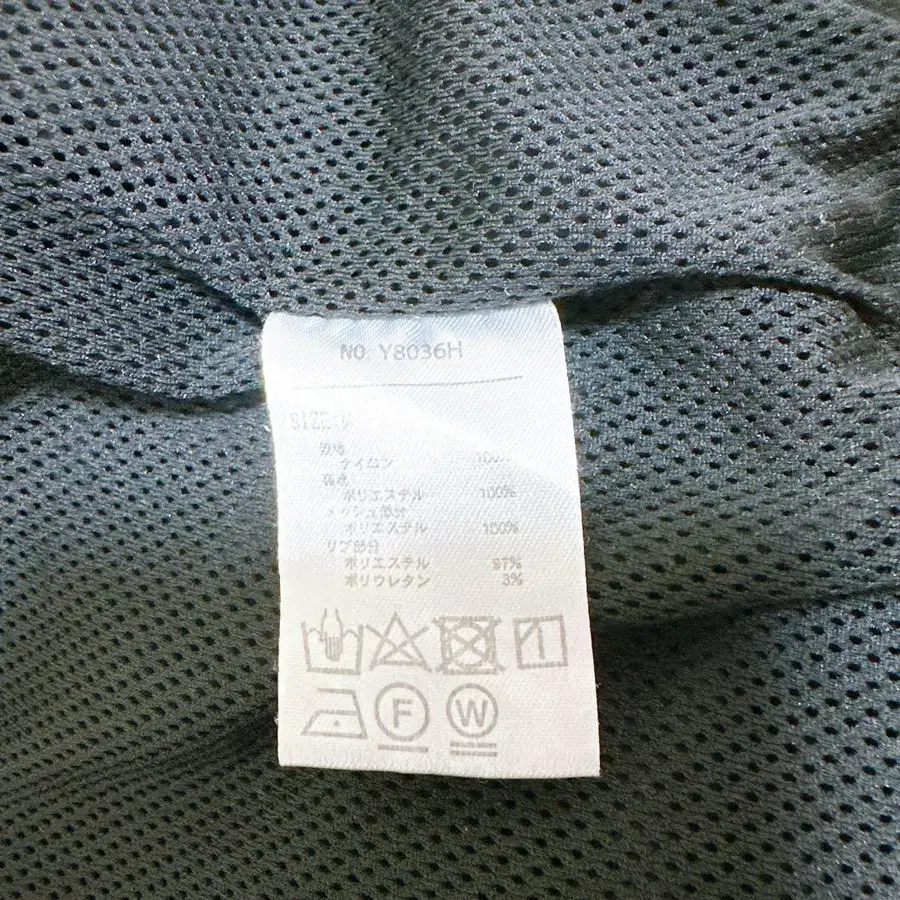 NO Y8036H
SIZE:M
表地
ナイロン 100%
裏地
ポリエステル 100%
メッシュ部分
ポリエステル 100%
リブ部分
ポリエステル 97%
ポリウレタン 3%
F
W